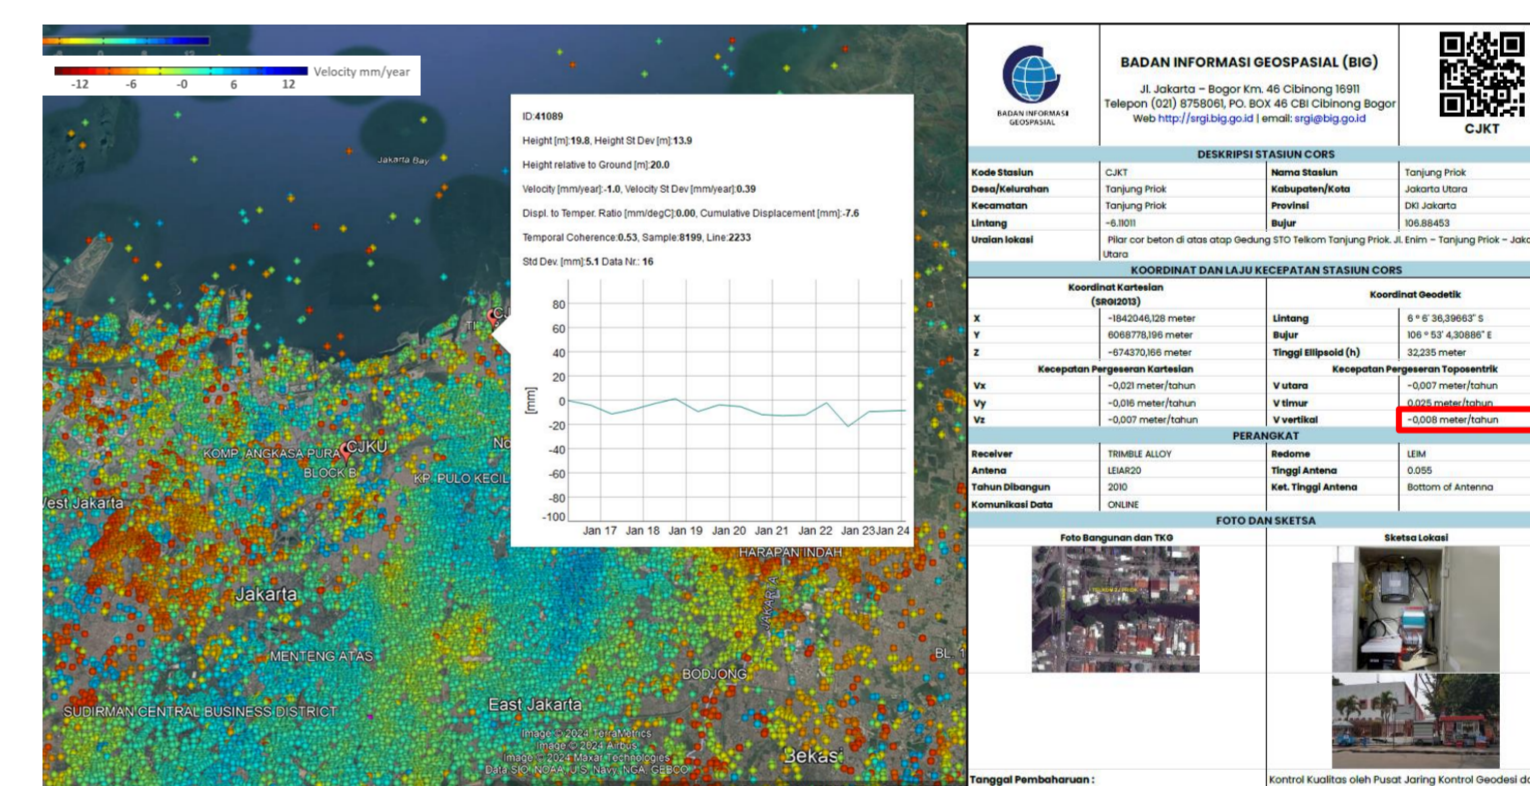 Velocity mm/year
-12 -6 -0 6 12
Jakarta Bay
CJKU
KOMP. ANGKASA PURA
BLOCK B
KP. PULO KECIL
West Jakarta
Jakarta
HARAPAN INDAH
MENTENG ATAS
BODJONG
SUDIRMAN CENTRAL BUSINESS DISTRICT
East Jakarta
Bekasi
Image © 2024 TerraMetrics
Image © 2024 Airbus
Image © 2024 Maxar Technologies
Data SIO, NOAA, U.S. Navy, NGA, GEBCO
ID:41089
Height [m]:19.8, Height St Dev [m]:13.9
Height relative to Ground [m]:20.0
Velocity [mm/year]:-1.0, Velocity St Dev [mm/year]:0.39
Displ. to Temper. Ratio [mm/degC]:0.00, Cumulative Displacement [mm]:-7.6
Temporal Coherence:0.53, Sample:8199, Line:2233
Std Dev. [mm]:5.1 Data Nr.: 16
80
60
40
20
0
-20
-40
-60
-80
-100
[mm]
Jan 17 Jan 18 Jan 19 Jan 20 Jan 21 Jan 22 Jan 23 Jan 24
BADAN INFORMASI
GEOSPASIAL
BADAN INFORMASI GEOSPASIAL (BIG)
Jl. Jakarta – Bogor Km. 46 Cibinong 16911
Telepon (021) 8758061, PO. BOX 46 CBI Cibinong Bogor
Web http://srgi.big.go.id | email: srgi@big.go.id
CJKT
DESKRIPSI STASIUN CORS
Kode Stasiun CJKT Nama Stasiun Tanjung Priok
Desa/Kelurahan Tanjung Priok Kabupaten/Kota Jakarta Utara
Kecamatan Tanjung Priok Provinsi DKI Jakarta
Lintang -6.11011 Bujur 106.88453
Uraian lokasi Pilar cor beton di atas atap Gedung STO Telkom Tanjung Priok. Jl. Enim – Tanjung Priok – Jaka
Utara
KOORDINAT DAN LAJU KECEPATAN STASIUN CORS
Koordinat Kartesian
(SRGI2013)
Koordinat Geodetik
X -1842046,128 meter Lintang 6 ° 6' 36,39663" S
Y 6068778,196 meter Bujur 106 ° 53' 4,30886" E
Z -674370,166 meter Tinggi Ellipsoid (h) 32,235 meter
Kecepatan Pergeseran Kartesian Kecepatan Pergeseran Toposentrik
Vx -0,021 meter/tahun V utara -0,007 meter/tahun
Vy -0,016 meter/tahun V timur 0,025 meter/tahun
Vz -0,007 meter/tahun V vertikal -0,008 meter/tahun
PERANGKAT
Receiver TRIMBLE ALLOY Redome LEIM
Antena LEIAR20 Tinggi Antena 0.055
Tahun Dibangun 2010 Ket. Tinggi Antena Bottom of Antenna
Komunikasi Data ONLINE
FOTO DAN SKETSA
Foto Bangunan dan TKG Sketsa Lokasi
Tanggal Pembaharuan : Kontrol Kualitas oleh Pusat Jaring Kontrol Geodesi da